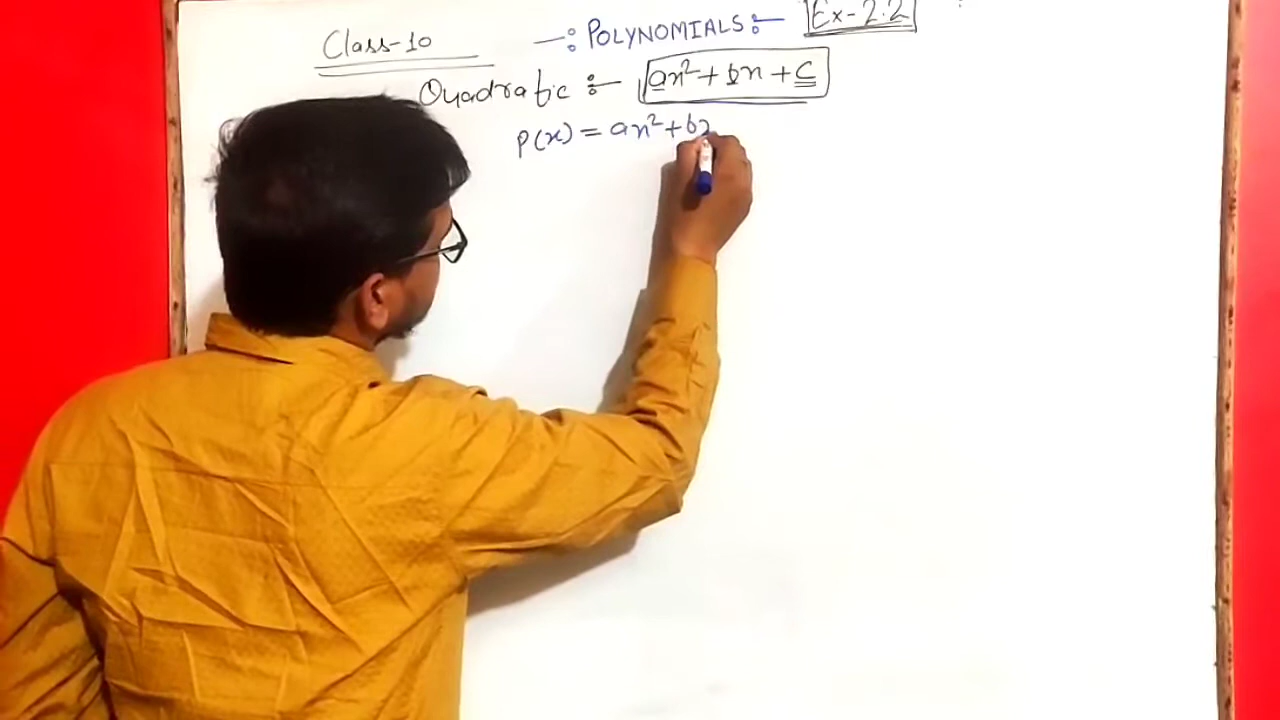 Class-10 —: POLYNOMIALS :— Ex-2.2
Quadratic :— ax²+bx+c
P(x) = ax²+bx